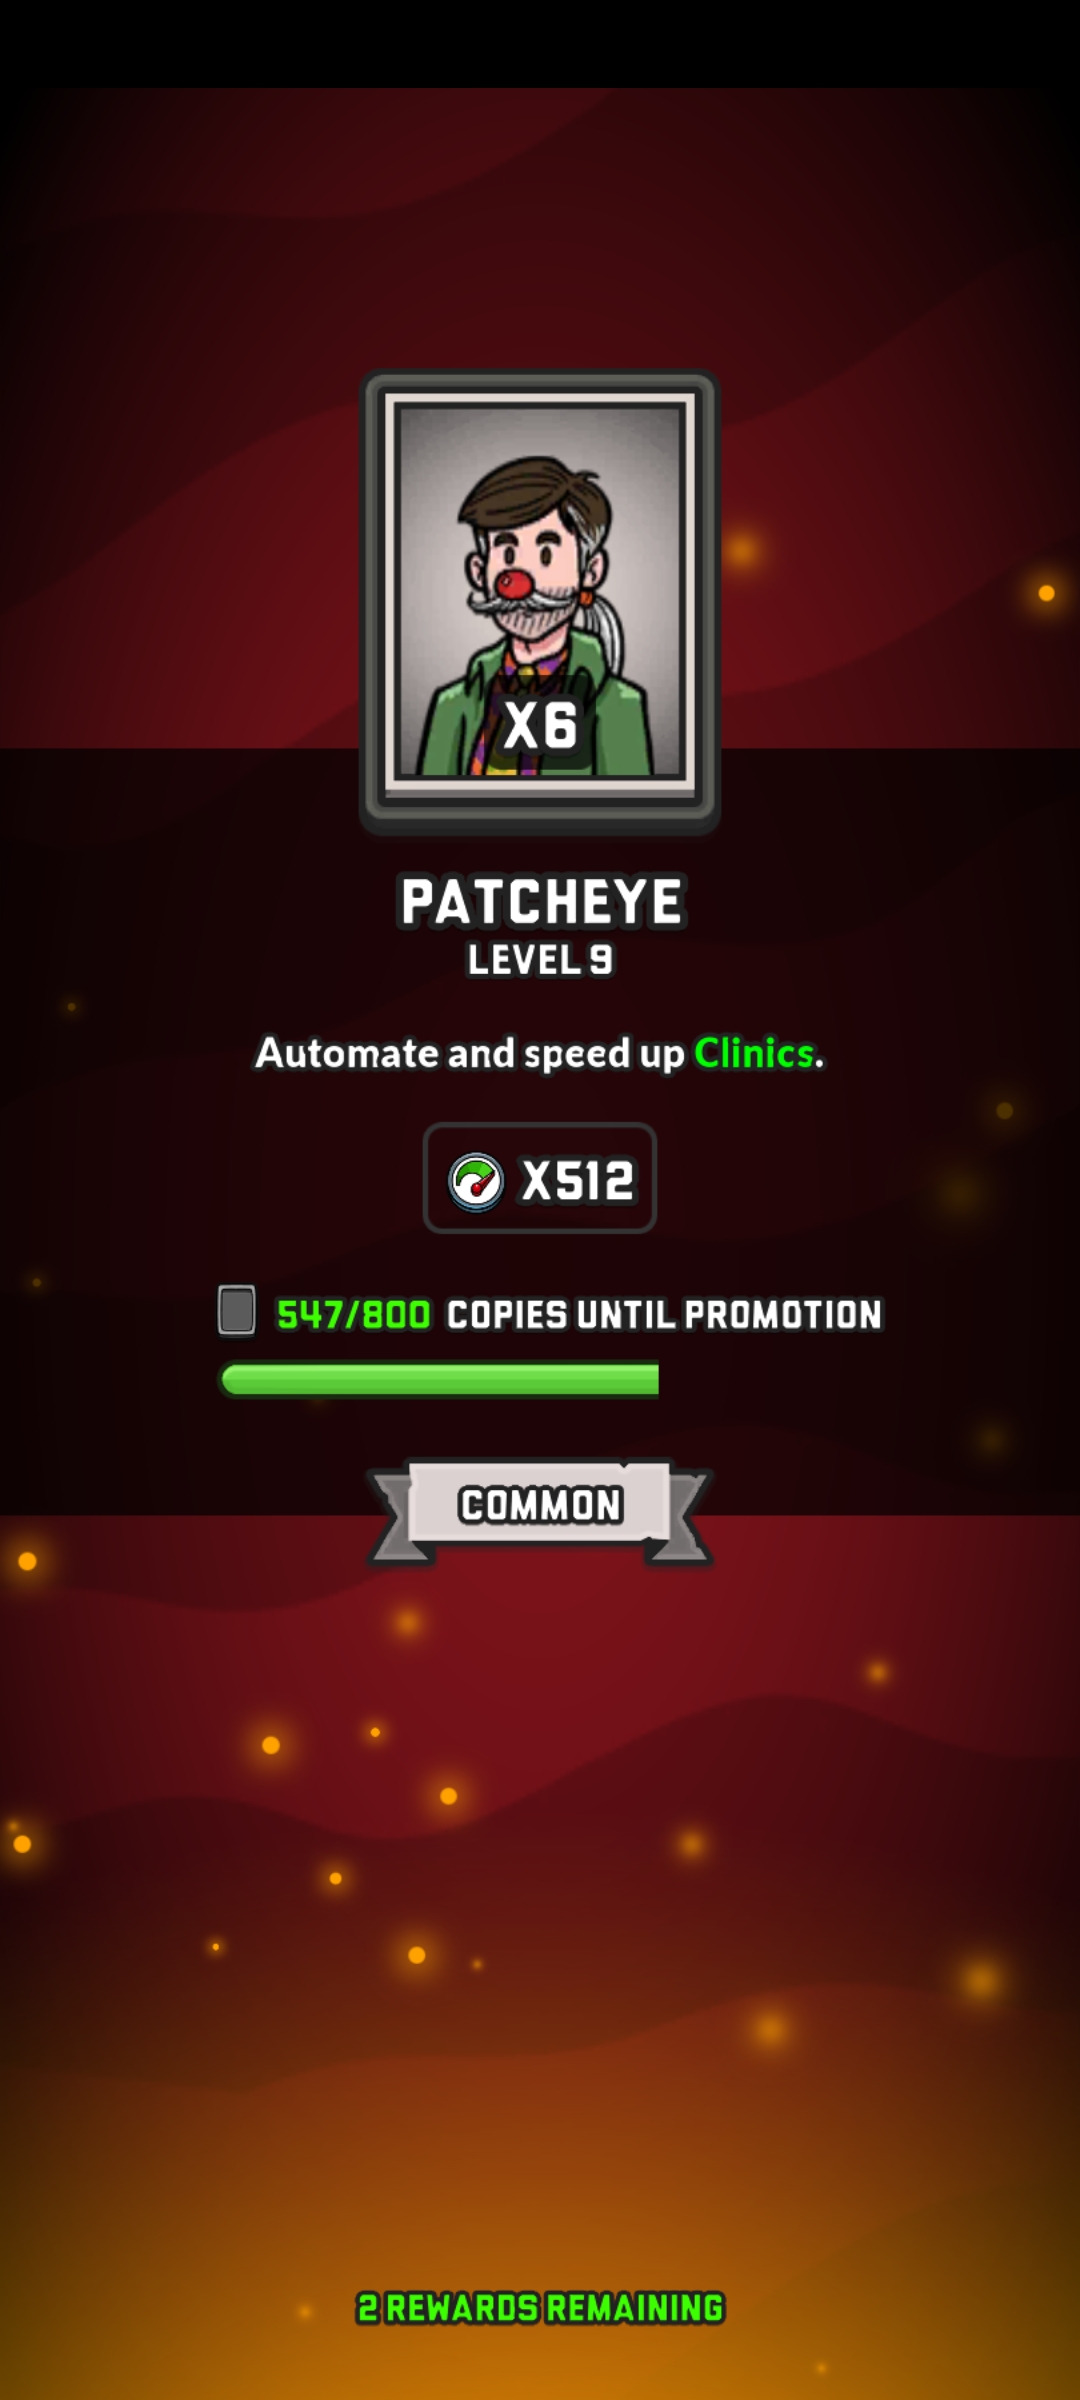 X6
PATCHEYE
LEVEL 9
Automate and speed up Clinics.
X512
547/800 COPIES UNTIL PROMOTION
COMMON
2 REWARDS REMAINING